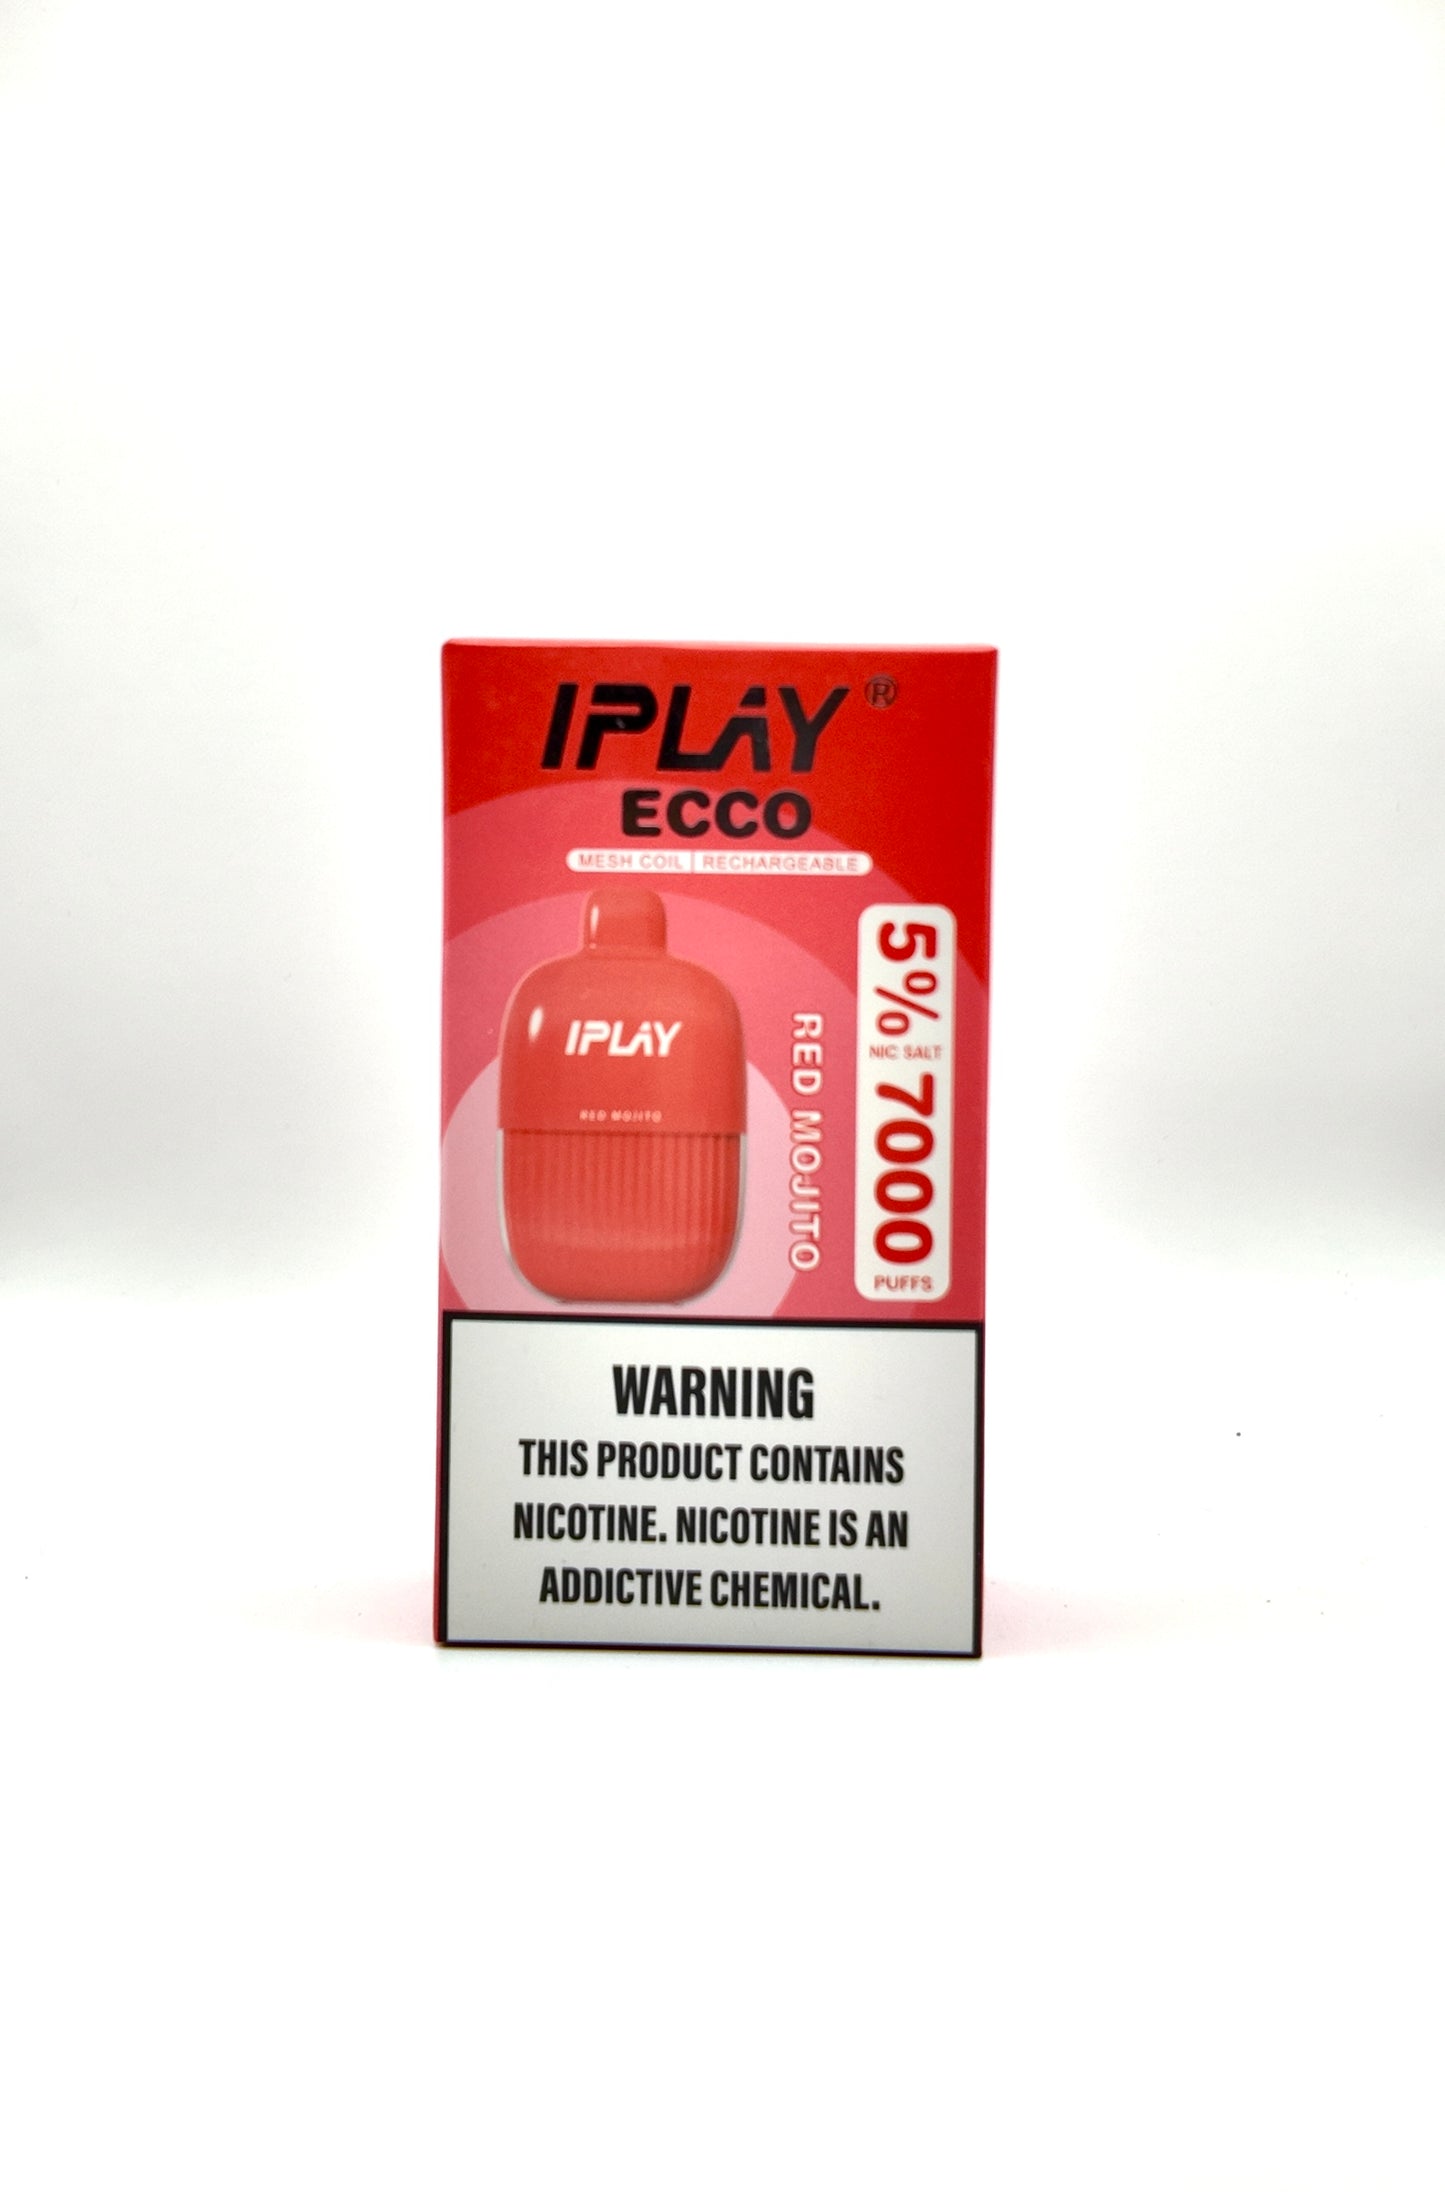 IPLAY®
ECCO
MESH COIL | RECHARGEABLE
IPLAY
RED MOJITO
RED MOJITO
5%
NIC SALT
7000
PUFFS
WARNING
THIS PRODUCT CONTAINS
NICOTINE. NICOTINE IS AN
ADDICTIVE CHEMICAL.